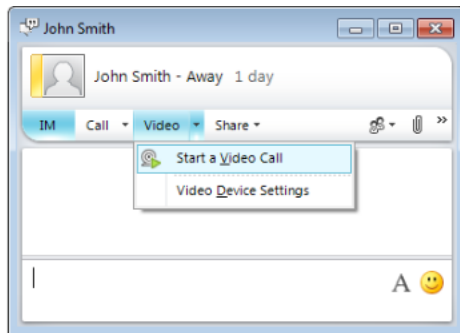 John Smith
John Smith - Away 1 day
IM Call Video Share »
Start a Video Call
Video Device Settings
A